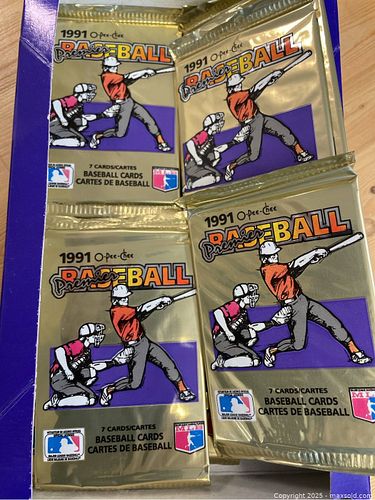 1991 O-Pee-Chee
Premier
BASEBALL
7 CARDS/CARTES
BASEBALL CARDS
CARTES DE BASEBALL
1991 O-Pee-Chee
Premier
BASEBALL
1991 O-Pee-Chee
Premier
BASEBALL
7 CARDS/CARTES
BASEBALL CARDS
CARTES DE BASEBALL
1991 O-Pee-Chee
Premier
BASEBALL
7 CARDS/CARTES
BASEBALL CARDS
CARTES DE BASEBALL
Copyright 2025 - maxsold.com